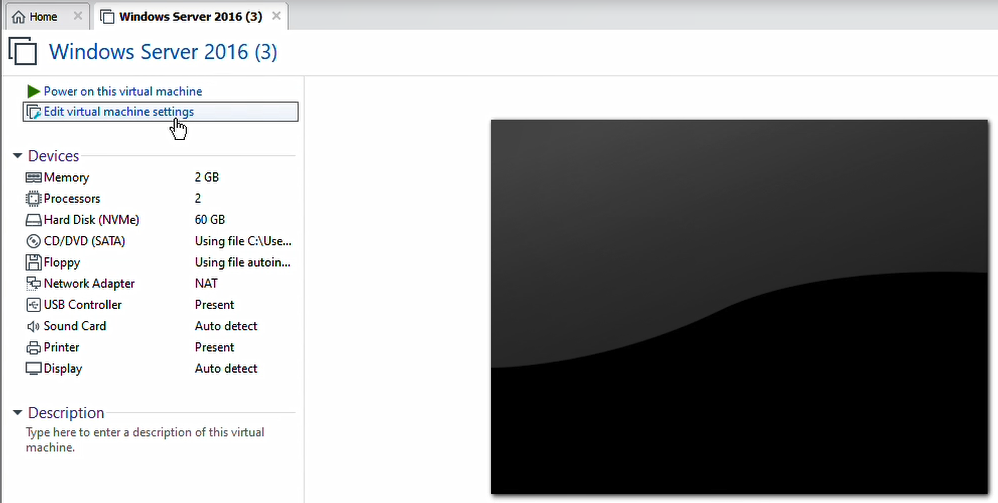 Home
Windows Server 2016 (3)
Windows Server 2016 (3)
Power on this virtual machine
Edit virtual machine settings
Devices
Memory 2 GB
Processors 2
Hard Disk (NVMe) 60 GB
CD/DVD (SATA) Using file C:\Use...
Floppy Using file autoin...
Network Adapter NAT
USB Controller Present
Sound Card Auto detect
Printer Present
Display Auto detect
Description
Type here to enter a description of this virtual
machine.